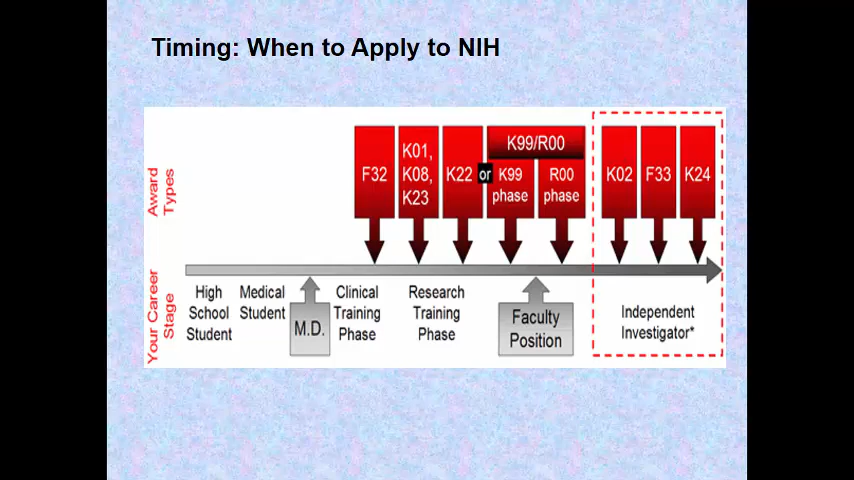 Timing: When to Apply to NIH
Award
Types
F32
K01,
K08,
K23
K22
or
K99/R00
K99
phase
R00
phase
K02
F33
K24
Your Career
Stage
High
School
Student
Medical
Student
M.D.
Clinical
Training
Phase
Research
Training
Phase
Faculty
Position
Independent
Investigator*